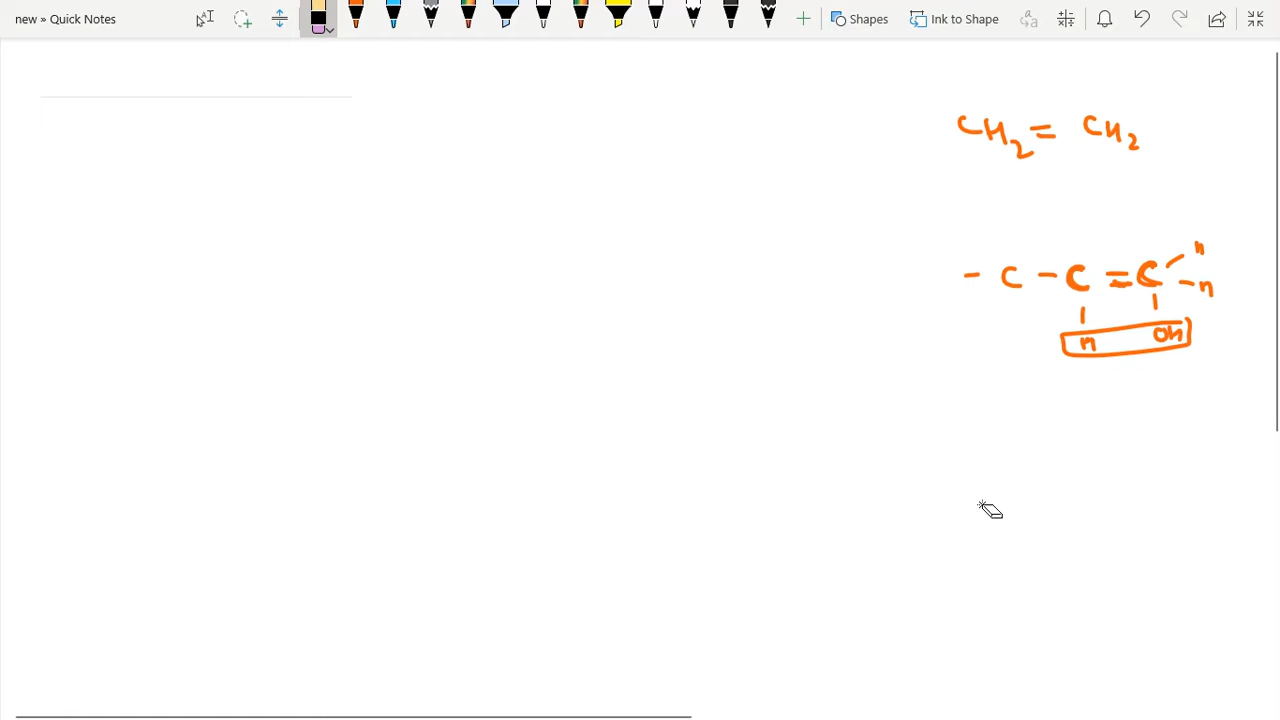 new » Quick Notes
Shapes
Ink to Shape
CH2 = CH2
H
- C - C = C - H
H OH